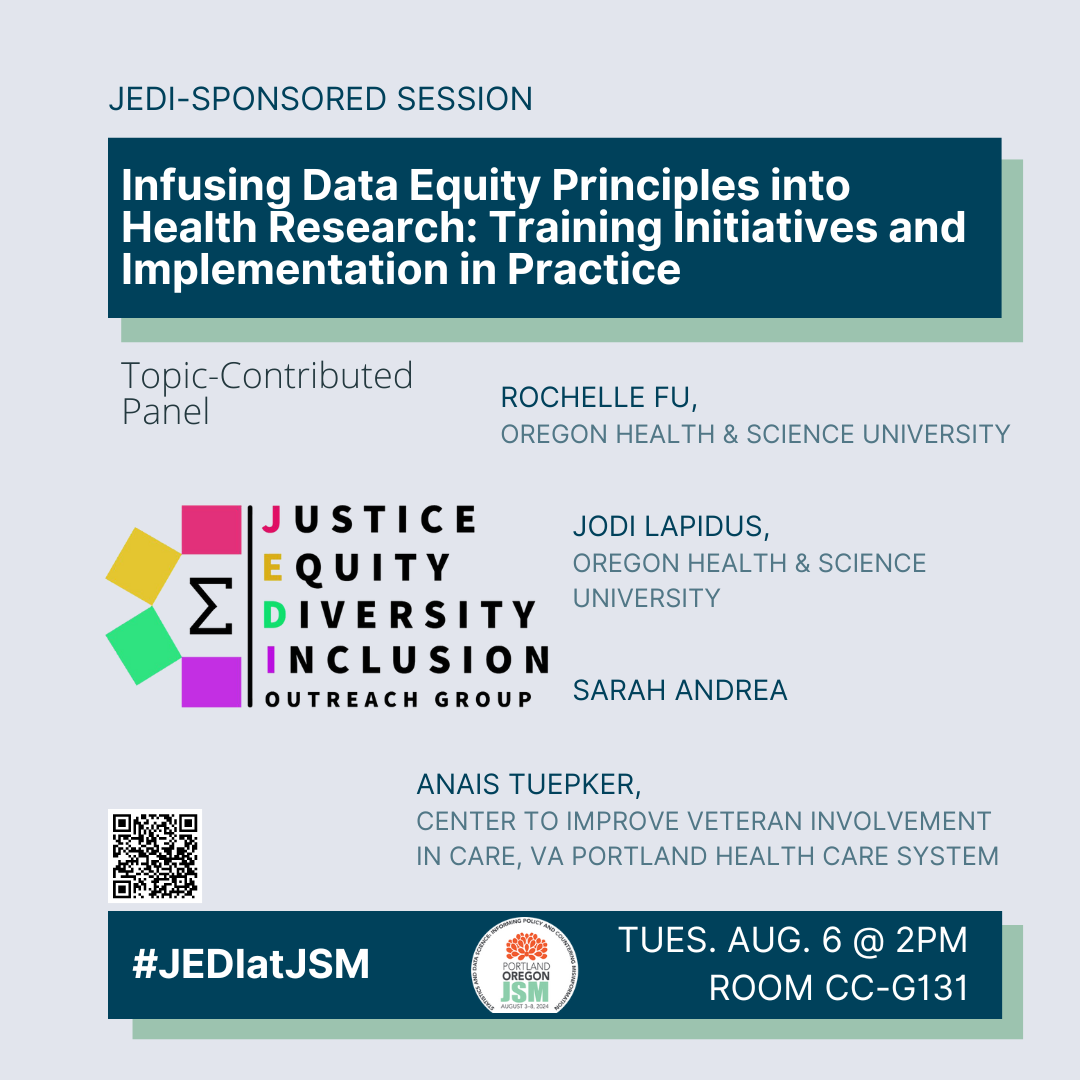 JEDI-SPONSORED SESSION
Infusing Data Equity Principles into
Health Research: Training Initiatives and
Implementation in Practice
Topic-Contributed
Panel
ROCHELLE FU,
OREGON HEALTH & SCIENCE UNIVERSITY
JUSTICE
EQUITY
DIVERSITY
INCLUSION
OUTREACH GROUP
Σ
JODI LAPIDUS,
OREGON HEALTH & SCIENCE
UNIVERSITY
SARAH ANDREA
ANAIS TUEPKER,
CENTER TO IMPROVE VETERAN INVOLVEMENT
IN CARE, VA PORTLAND HEALTH CARE SYSTEM
#JEDIatJSM
STATISTICS AND DATA SCIENCE: INFORMING POLICY AND COUNTERING MISINFORMATION
PORTLAND
OREGON
JSM
AUGUST 3-8, 2024
TUES. AUG. 6 @ 2PM
ROOM CC-G131